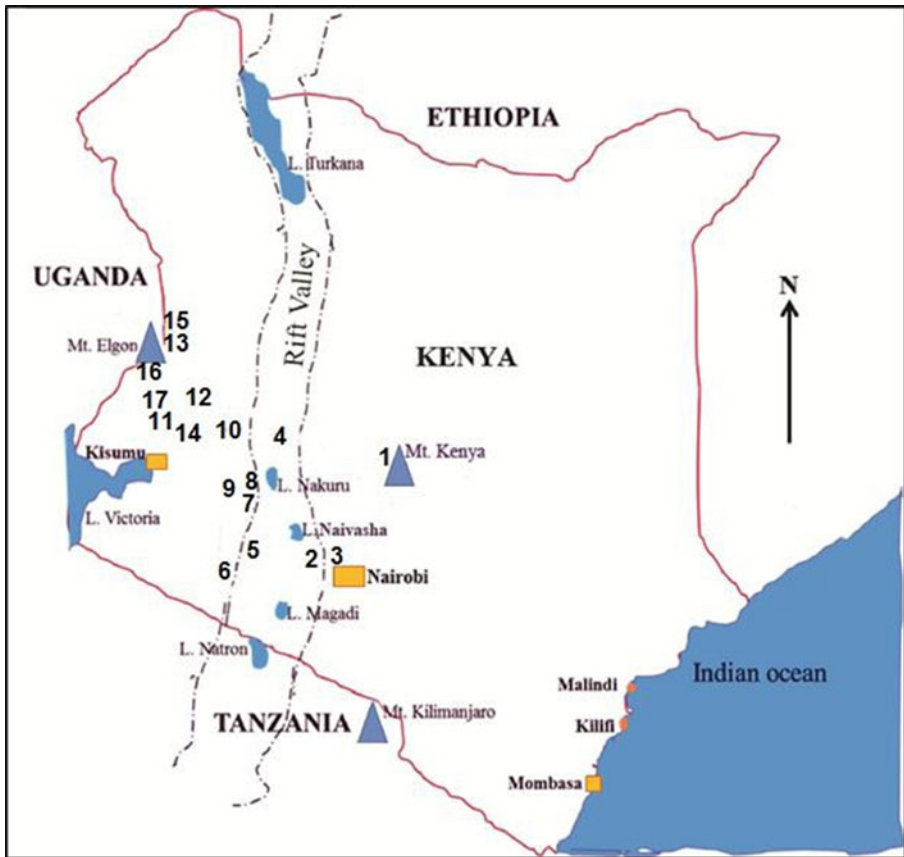 ETHIOPIA
L. Turkana
Rift Valley
UGANDA
N
15
Mt. Elgon
13
KENYA
16
17
12
11
14
10
4
Kisumu
1
Mt. Kenya
8
L. Nakuru
9
7
L. Victoria
L. Naivasha
5
2
3
6
Nairobi
L. Magadi
L. Natron
Indian ocean
Malindi
TANZANIA
Mt. Kilimanjaro
Kilifi
Mombasa